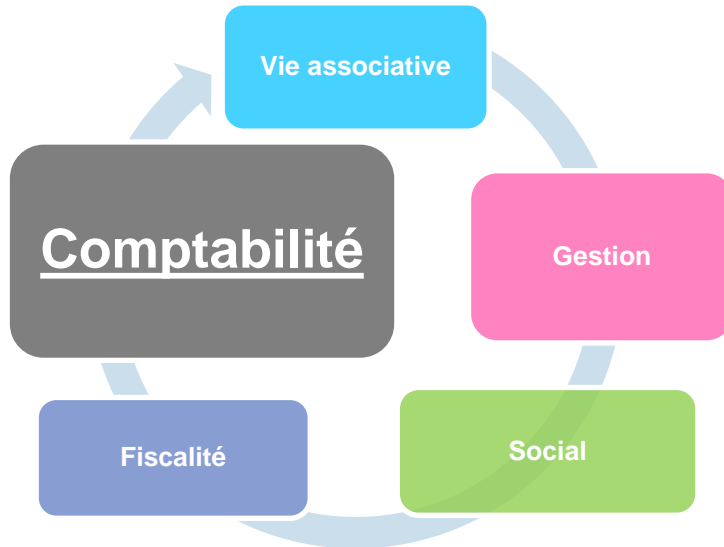 Vie associative
Comptabilité
Gestion
Fiscalité
Social